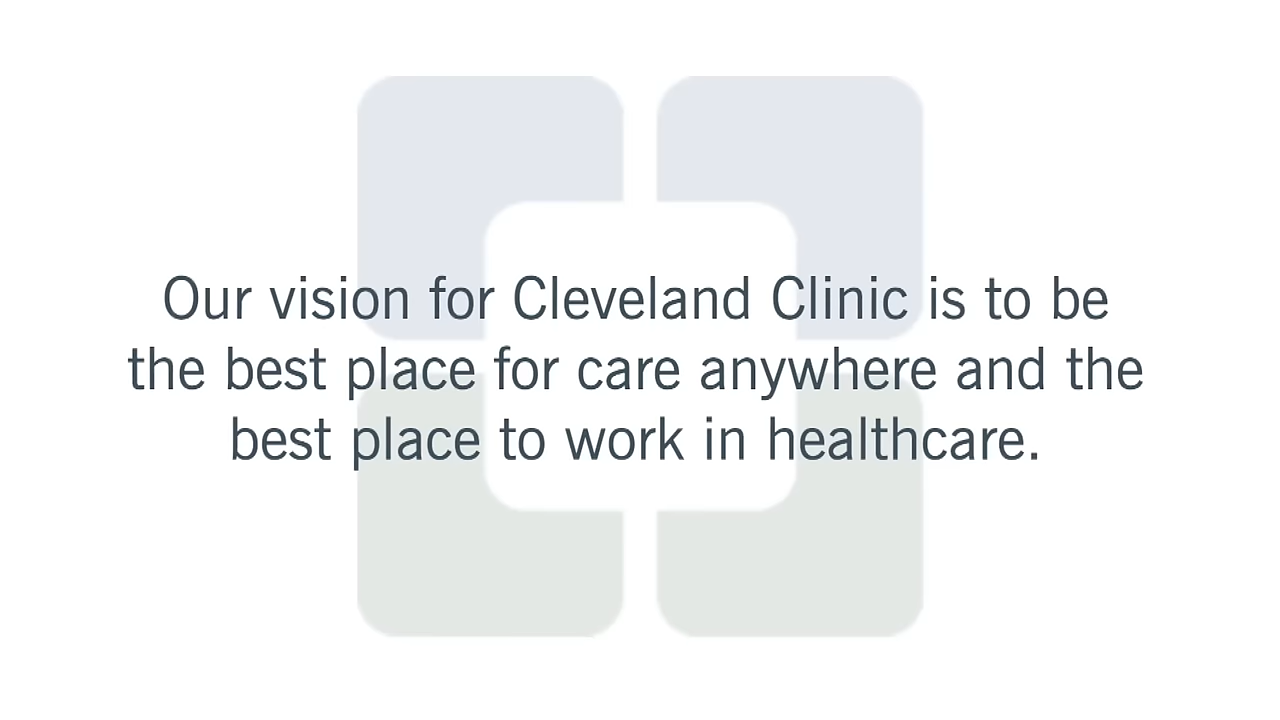 Our vision for Cleveland Clinic is to be
the best place for care anywhere and the
best place to work in healthcare.